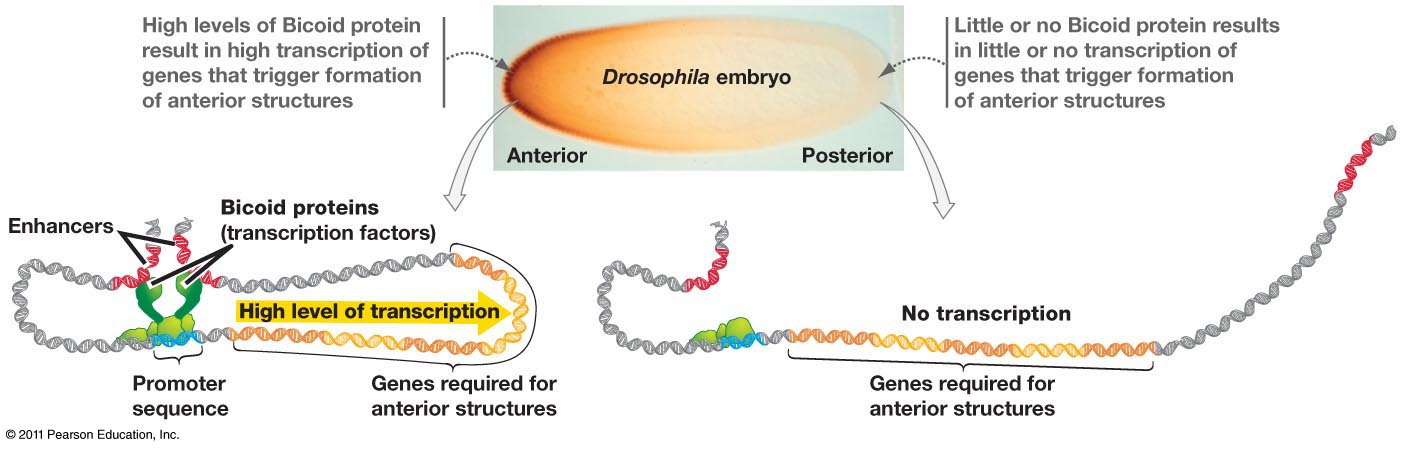 High levels of Bicoid protein
result in high transcription of
genes that trigger formation
of anterior structures
Drosophila embryo
Anterior
Posterior
Little or no Bicoid protein results
in little or no transcription of
genes that trigger formation
of anterior structures
Enhancers
Bicoid proteins
(transcription factors)
High level of transcription
Promoter
sequence
Genes required for
anterior structures
No transcription
Genes required for
anterior structures
© 2011 Pearson Education, Inc.